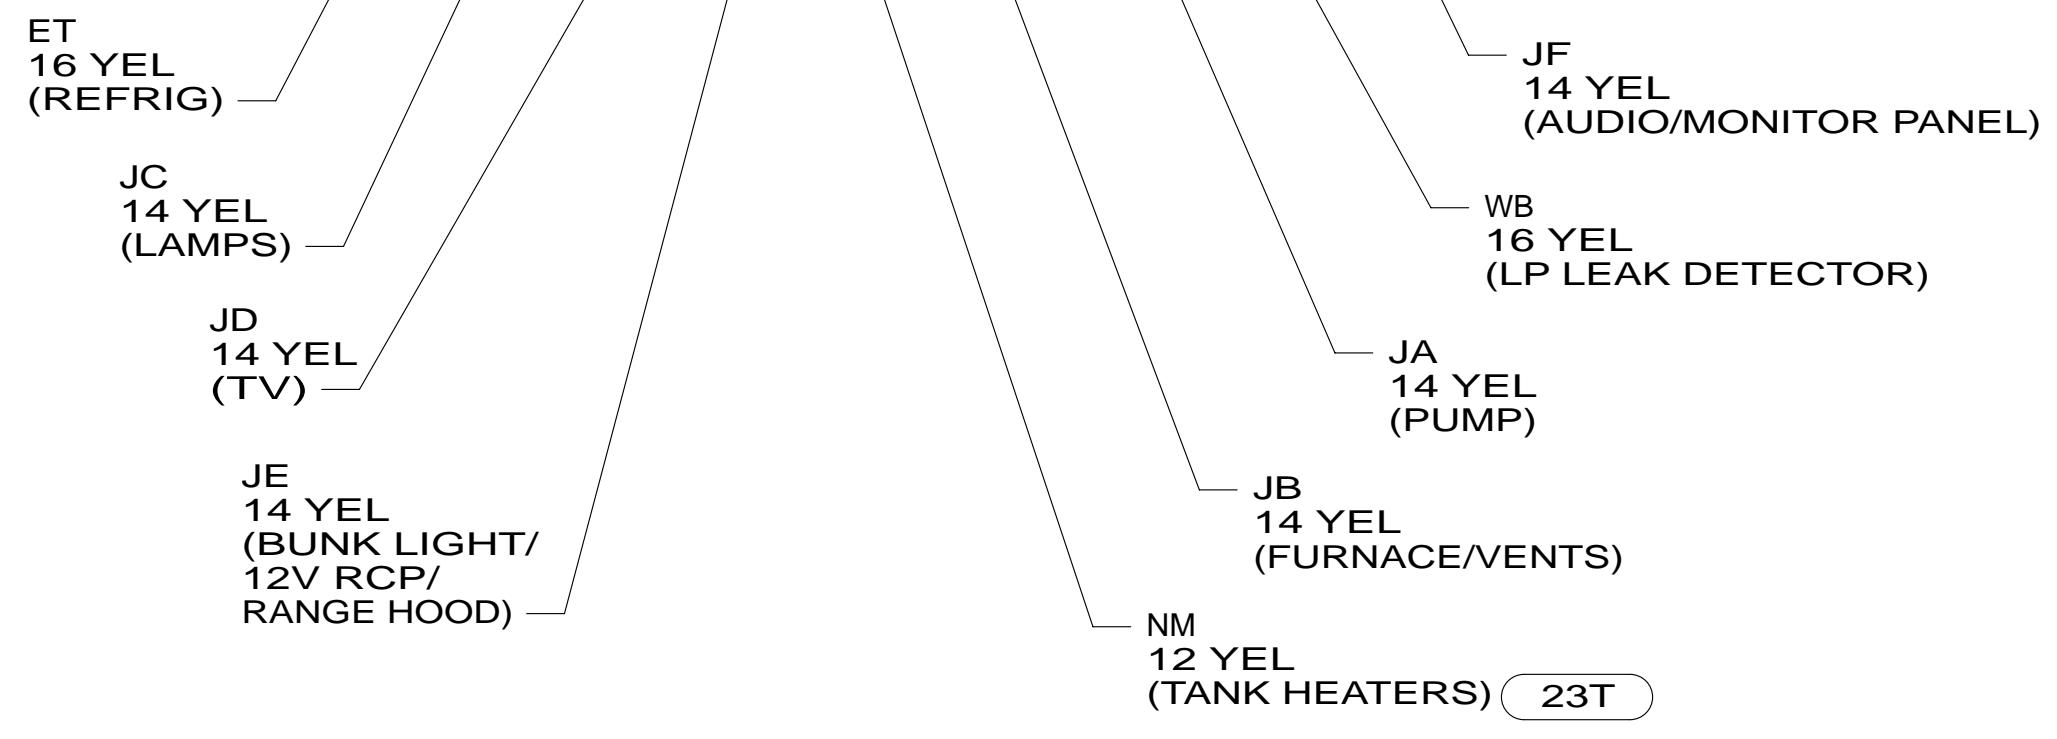 ET
16 YEL
(REFRIG)
JC
14 YEL
(LAMPS)
JD
14 YEL
(TV)
JE
14 YEL
(BUNK LIGHT/
12V RCP/
RANGE HOOD)
JF
14 YEL
(AUDIO/MONITOR PANEL)
WB
16 YEL
(LP LEAK DETECTOR)
JA
14 YEL
(PUMP)
JB
14 YEL
(FURNACE/VENTS)
NM
12 YEL
(TANK HEATERS) 23T